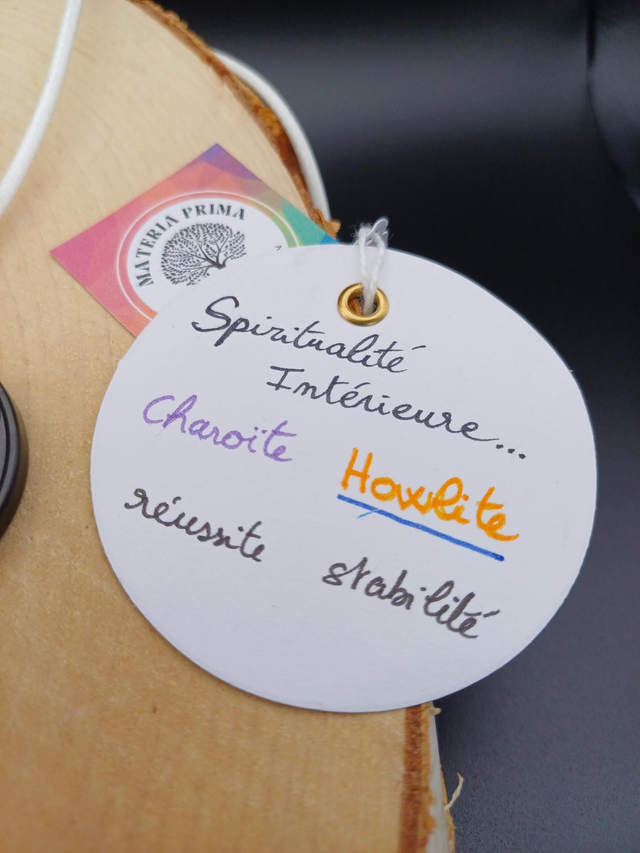 MATERIA PRIMA
Spiritualité
Intérieure...
Charoïte
Howlite
réussite
stabilité